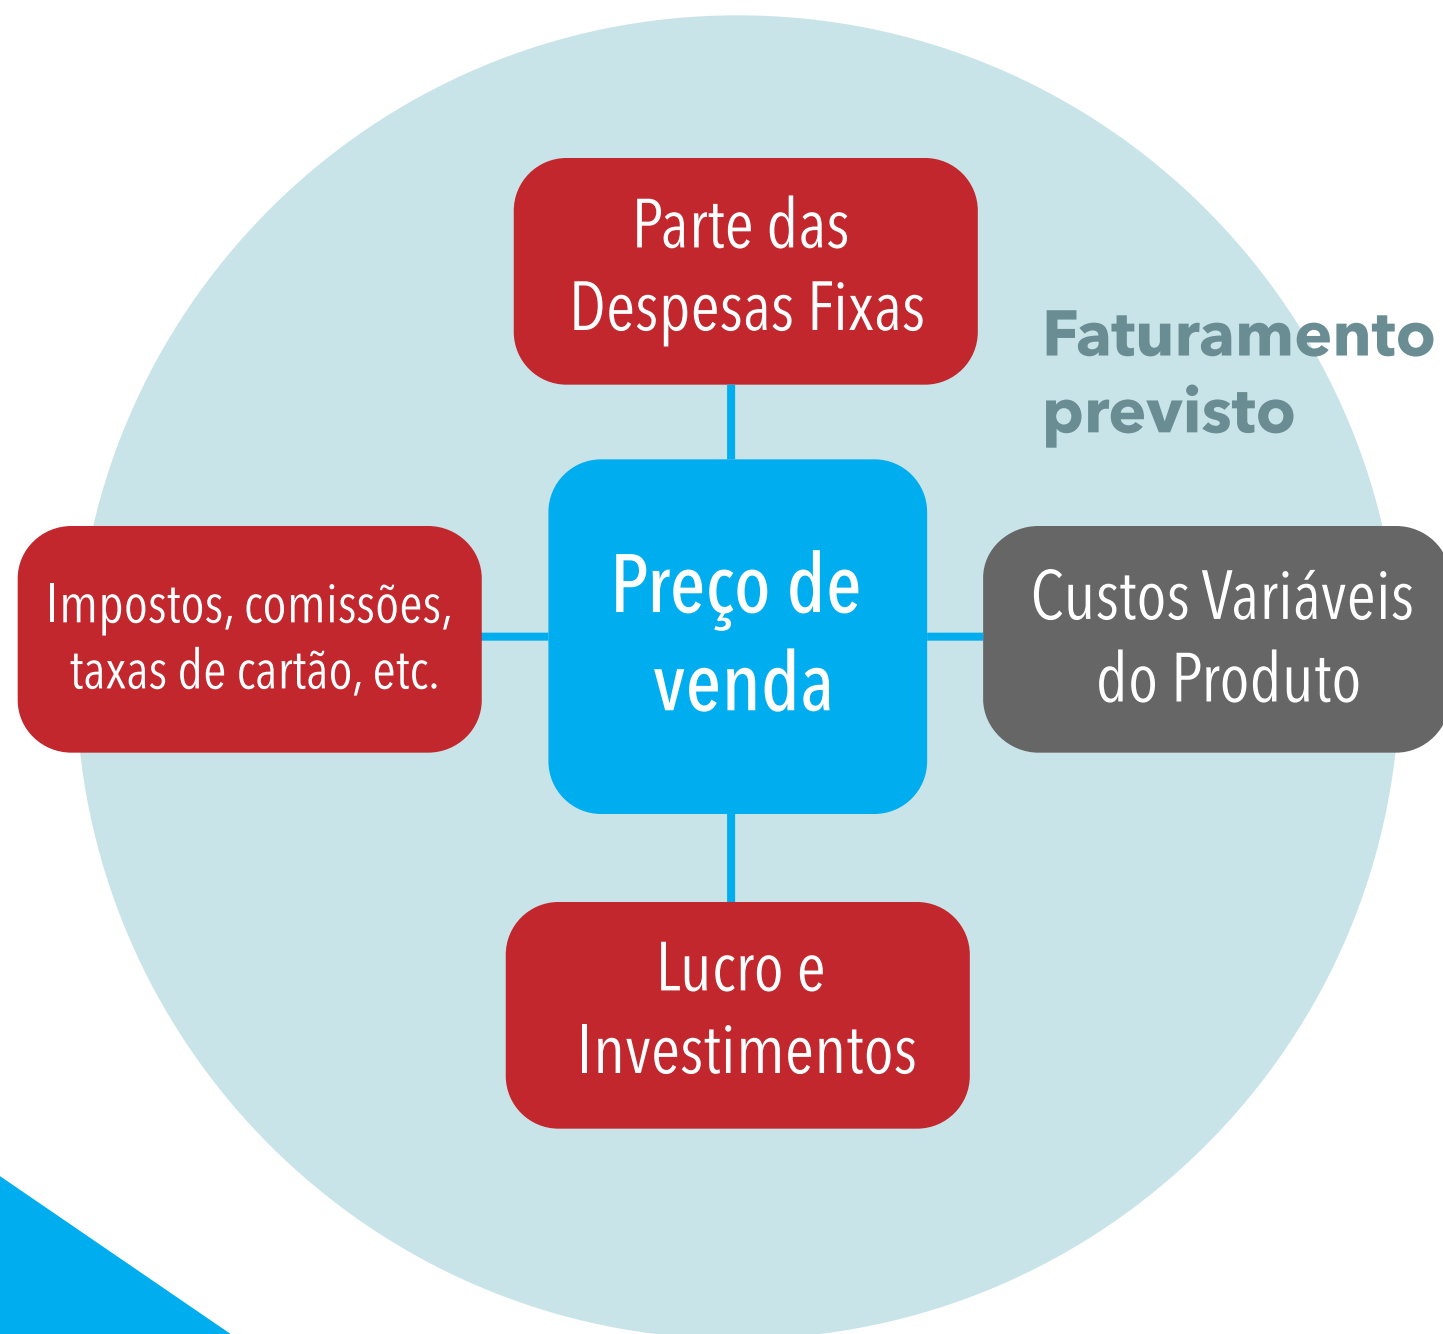 Parte das
Despesas Fixas
Faturamento
previsto
Impostos, comissões,
taxas de cartão, etc.
Preço de
venda
Custos Variáveis
do Produto
Lucro e
Investimentos